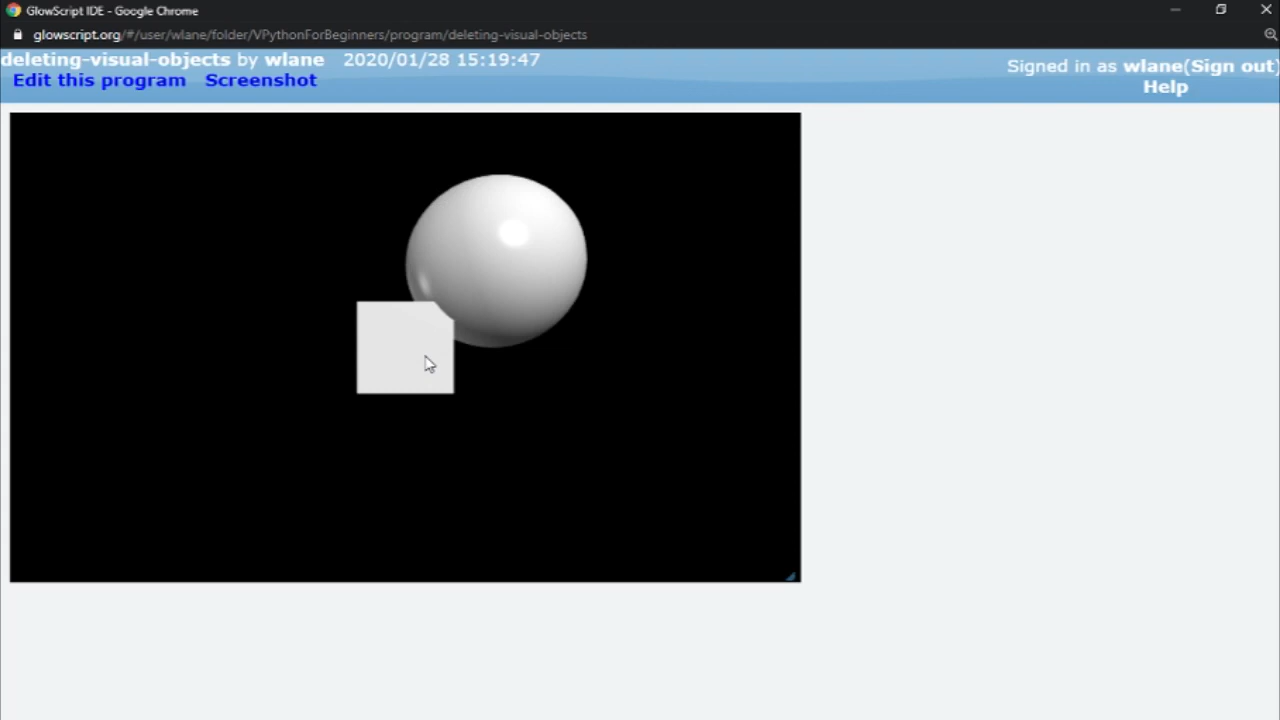 GlowScript IDE - Google Chrome
glowscript.org/#/user/wlane/folder/VPythonForBeginners/program/deleting-visual-objects
deleting-visual-objects by wlane 2020/01/28 15:19:47
Signed in as wlane(Sign out)
Edit this program Screenshot
Help